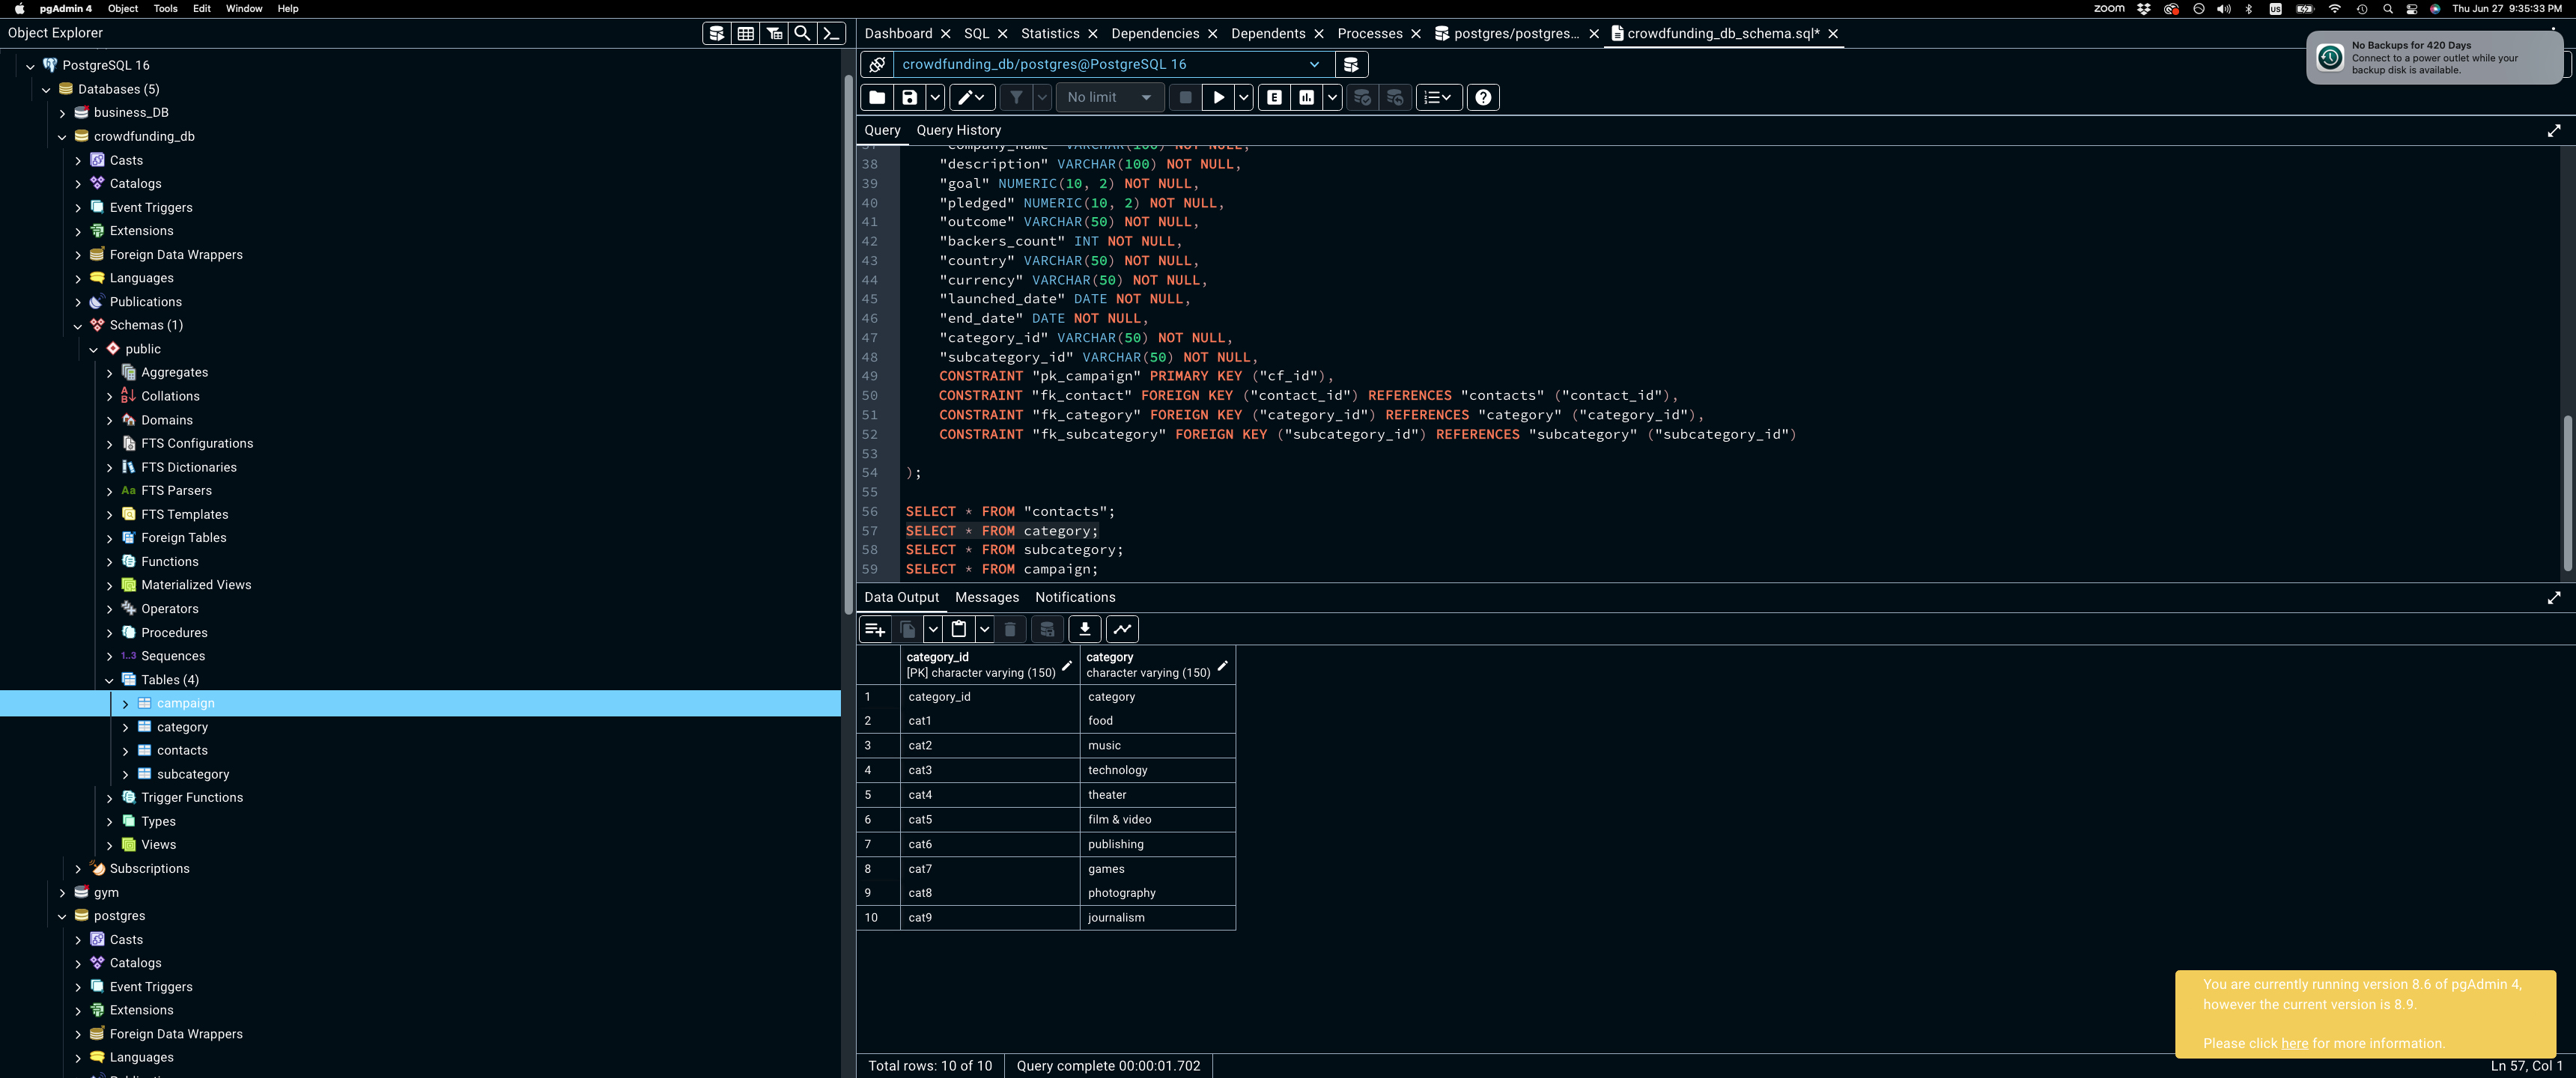 pgAdmin 4 Object Tools Edit Window Help
zoom US Thu Jun 27 9:35:33 PM
Object Explorer
PostgreSQL 16
Databases (5)
business_DB
crowdfunding_db
Casts
Catalogs
Event Triggers
Extensions
Foreign Data Wrappers
Languages
Publications
Schemas (1)
public
Aggregates
Collations
Domains
FTS Configurations
FTS Dictionaries
Aa FTS Parsers
FTS Templates
Foreign Tables
Functions
Materialized Views
Operators
Procedures
1..3 Sequences
Tables (4)
campaign
category
contacts
subcategory
Trigger Functions
Types
Views
Subscriptions
gym
postgres
Casts
Catalogs
Event Triggers
Extensions
Foreign Data Wrappers
Languages
Dashboard SQL Statistics Dependencies Dependents Processes postgres/postgres... crowdfunding_db_schema.sql*
No Backups for 420 Days
Connect to a power outlet while your
backup disk is available.
crowdfunding_db/postgres@PostgreSQL 16
No limit E
Query Query History
37 "company_name" VARCHAR(100) NOT NULL,
38 "description" VARCHAR(100) NOT NULL,
39 "goal" NUMERIC(10, 2) NOT NULL,
40 "pledged" NUMERIC(10, 2) NOT NULL,
41 "outcome" VARCHAR(50) NOT NULL,
42 "backers_count" INT NOT NULL,
43 "country" VARCHAR(50) NOT NULL,
44 "currency" VARCHAR(50) NOT NULL,
45 "launched_date" DATE NOT NULL,
46 "end_date" DATE NOT NULL,
47 "category_id" VARCHAR(50) NOT NULL,
48 "subcategory_id" VARCHAR(50) NOT NULL,
49 CONSTRAINT "pk_campaign" PRIMARY KEY ("cf_id"),
50 CONSTRAINT "fk_contact" FOREIGN KEY ("contact_id") REFERENCES "contacts" ("contact_id"),
51 CONSTRAINT "fk_category" FOREIGN KEY ("category_id") REFERENCES "category" ("category_id"),
52 CONSTRAINT "fk_subcategory" FOREIGN KEY ("subcategory_id") REFERENCES "subcategory" ("subcategory_id")
53
54 );
55
56 SELECT * FROM "contacts";
57 SELECT * FROM category;
58 SELECT * FROM subcategory;
59 SELECT * FROM campaign;
Data Output Messages Notifications
category_id category
[PK] character varying (150) character varying (150)
1 category_id category
2 cat1 food
3 cat2 music
4 cat3 technology
5 cat4 theater
6 cat5 film & video
7 cat6 publishing
8 cat7 games
9 cat8 photography
10 cat9 journalism
You are currently running version 8.6 of pgAdmin 4,
however the current version is 8.9.
Please click here for more information.
Total rows: 10 of 10 Query complete 00:00:01.702 Ln 57, Col 1